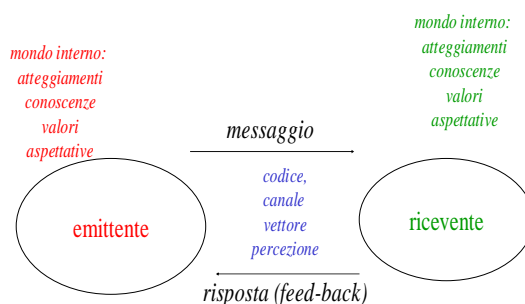 mondo interno:
atteggiamenti
conoscenze
valori
aspettative
mondo interno:
atteggiamenti
conoscenze
valori
aspettative
messaggio
codice,
canale
vettore
percezione
emittente
ricevente
risposta (feed-back)